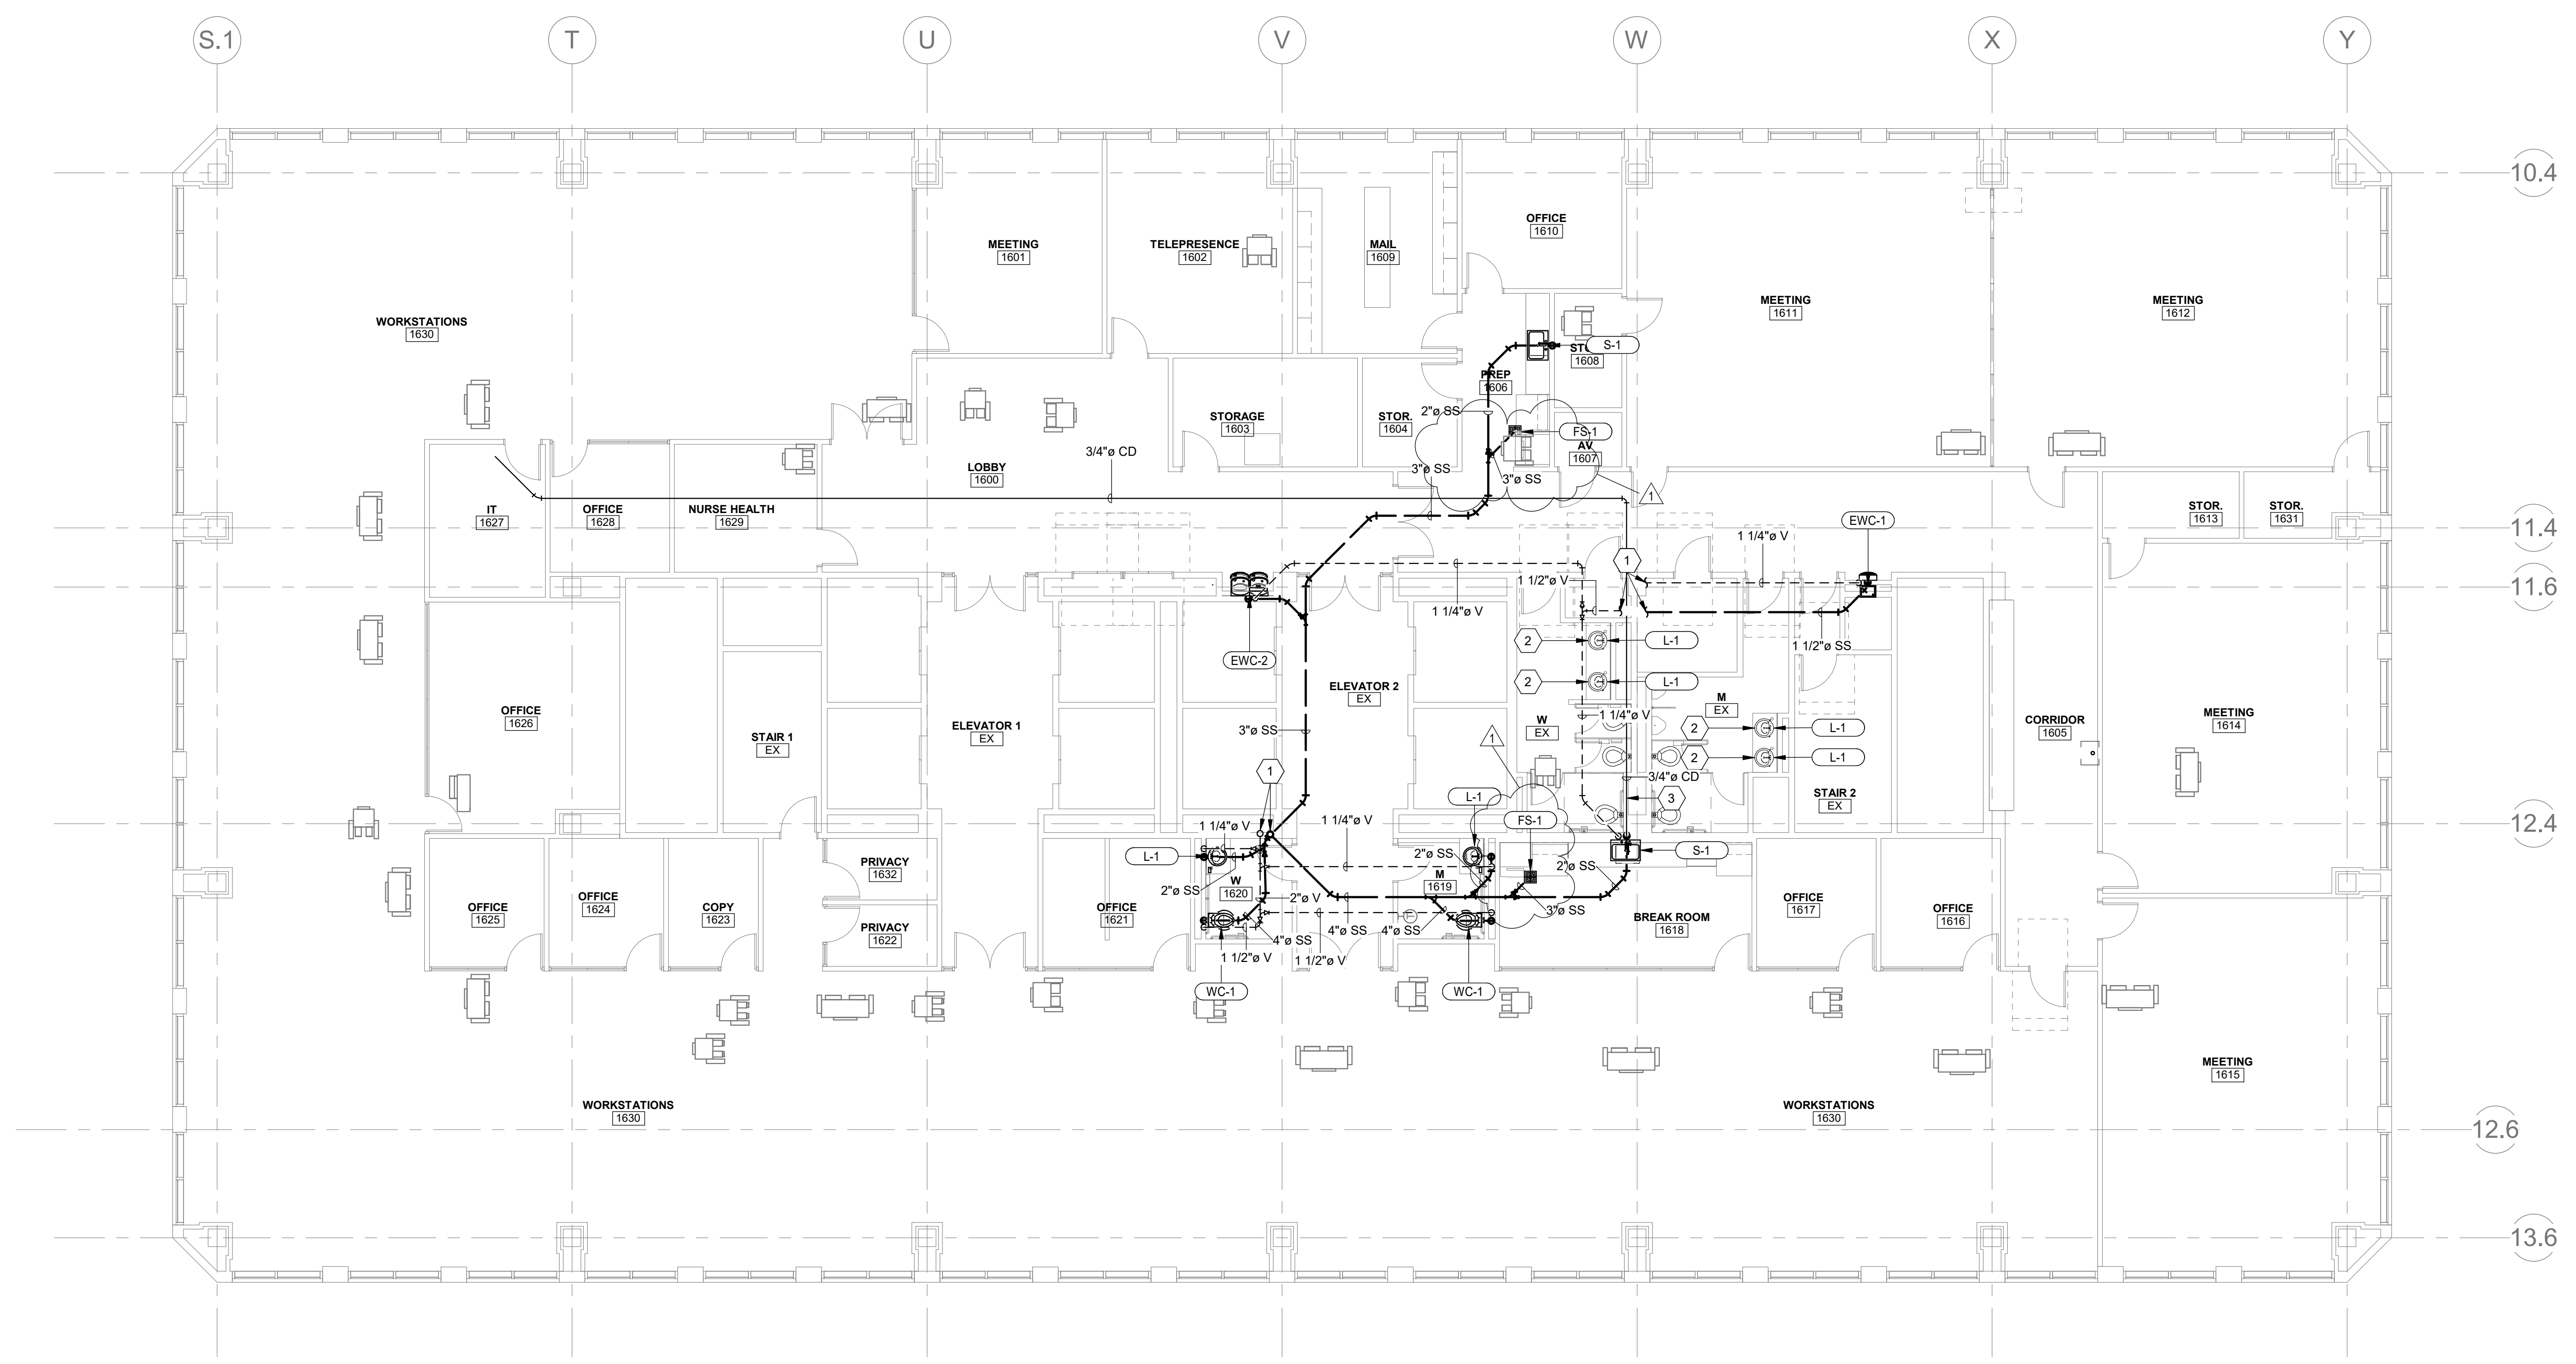 S.1
T
U
V
W
X
Y
10.4
OFFICE
1610
MEETING
1601
TELEPRESENCE
1602
MAIL
1609
MEETING
1611
MEETING
1612
WORKSTATIONS
1630
S-1
1608
PREP
1606
2"ø SS
STORAGE
1603
STOR.
1604
FS-1
AV
1607
3/4"ø CD
LOBBY
1600
3"ø SS
3"ø SS
1
IT
1627
OFFICE
1628
NURSE HEALTH
1629
STOR.
1613
STOR.
1631
EWC-1
11.4
1 1/4"ø V
1
1 1/2"ø V
11.6
1 1/4"ø V
2
L-1
1 1/2"ø SS
EWC-2
2
L-1
ELEVATOR 2
EX
M
EX
OFFICE
1626
1 1/4"ø V
W
EX
MEETING
1614
CORRIDOR
1605
2
L-1
ELEVATOR 1
EX
3"ø SS
STAIR 1
EX
1
2
L-1
1
3/4"ø CD
STAIR 2
EX
L-1
3
FS-1
1 1/4"ø V
1 1/4"ø V
12.4
L-1
2"ø SS
S-1
PRIVACY
1632
2"ø SS
2"ø SS
W
1620
M
1619
2"ø V
OFFICE
1625
OFFICE
1624
COPY
1623
OFFICE
1621
3"ø SS
BREAK ROOM
1618
OFFICE
1617
OFFICE
1616
PRIVACY
1622
4"ø SS
4"ø SS
4"ø SS
1 1/2"ø V
1 1/2"ø V
WC-1
WC-1
MEETING
1615
WORKSTATIONS
1630
WORKSTATIONS
1630
12.6
13.6